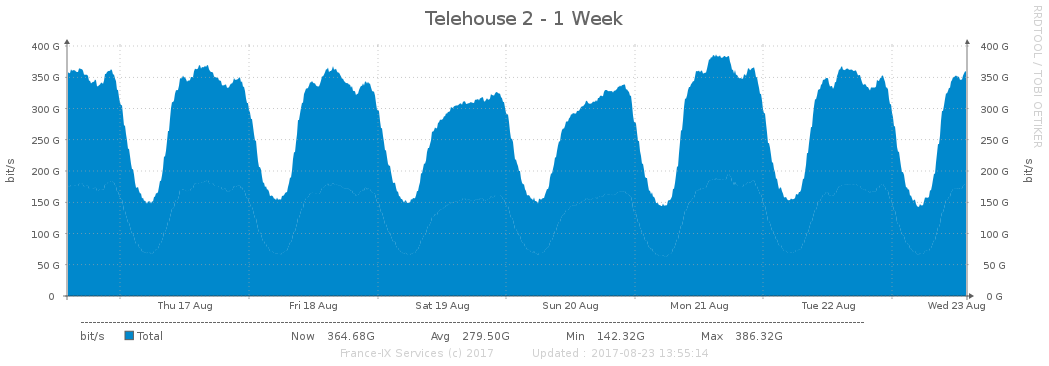 Telehouse 2 - 1 Week
RRDTOOL / TOBI OETIKER
bit/s
400 G
350 G
300 G
250 G
200 G
150 G
100 G
50 G
0
400 G
350 G
300 G
250 G
200 G
150 G
100 G
50 G
0 G
bit/s
Thu 17 Aug Fri 18 Aug Sat 19 Aug Sun 20 Aug Mon 21 Aug Tue 22 Aug Wed 23 Aug
bit/s Total Now 364.68G Avg 279.50G Min 142.32G Max 386.32G
France-IX Services (c) 2017 Updated : 2017-08-23 13:55:14